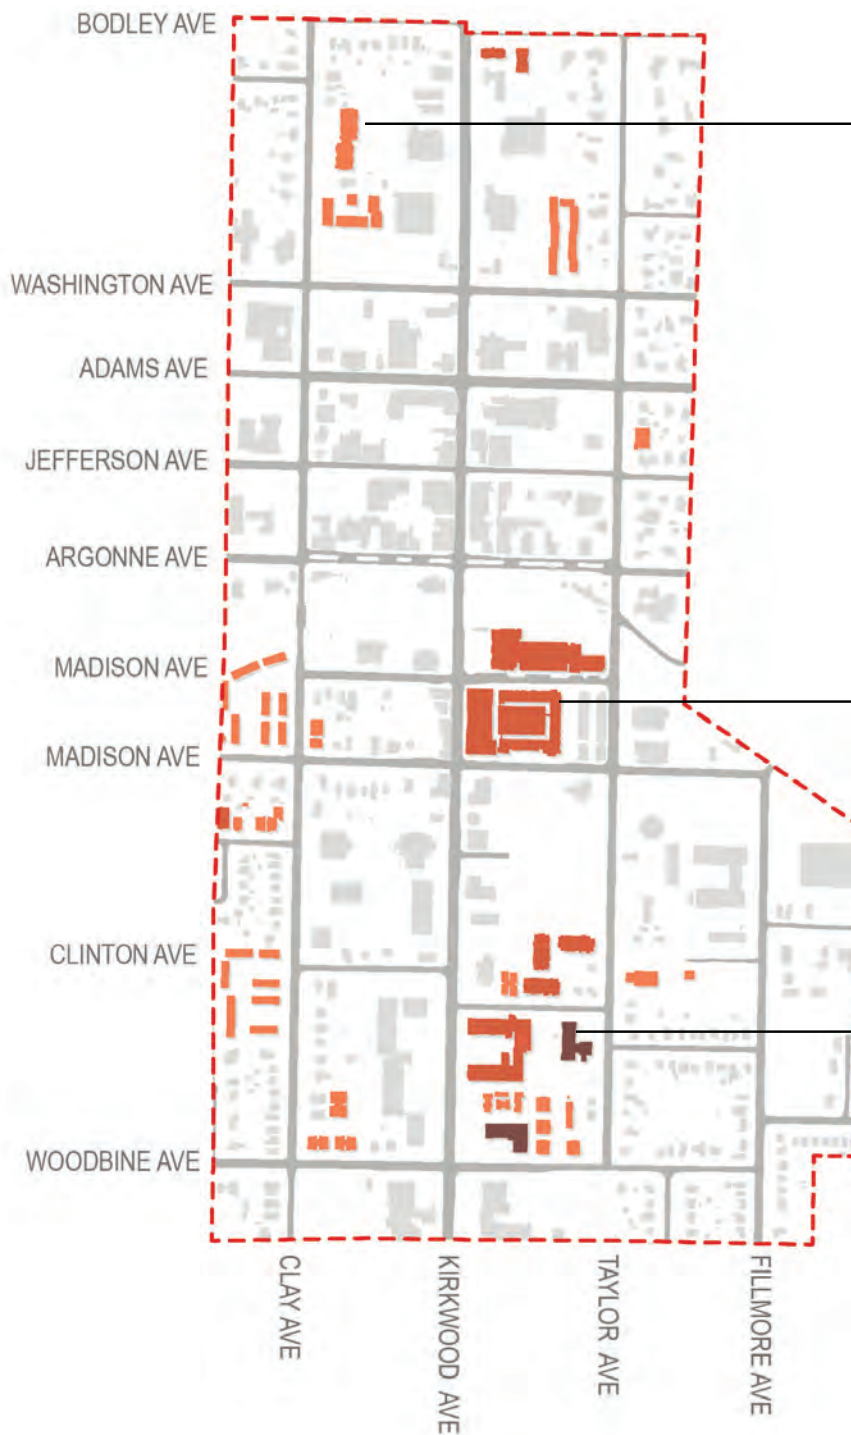 BODLEY AVE
WASHINGTON AVE
ADAMS AVE
JEFFERSON AVE
ARGONNE AVE
MADISON AVE
MADISON AVE
CLINTON AVE
WOODBINE AVE
CLAY AVE
KIRKWOOD AVE
TAYLOR AVE
FILLMORE AVE